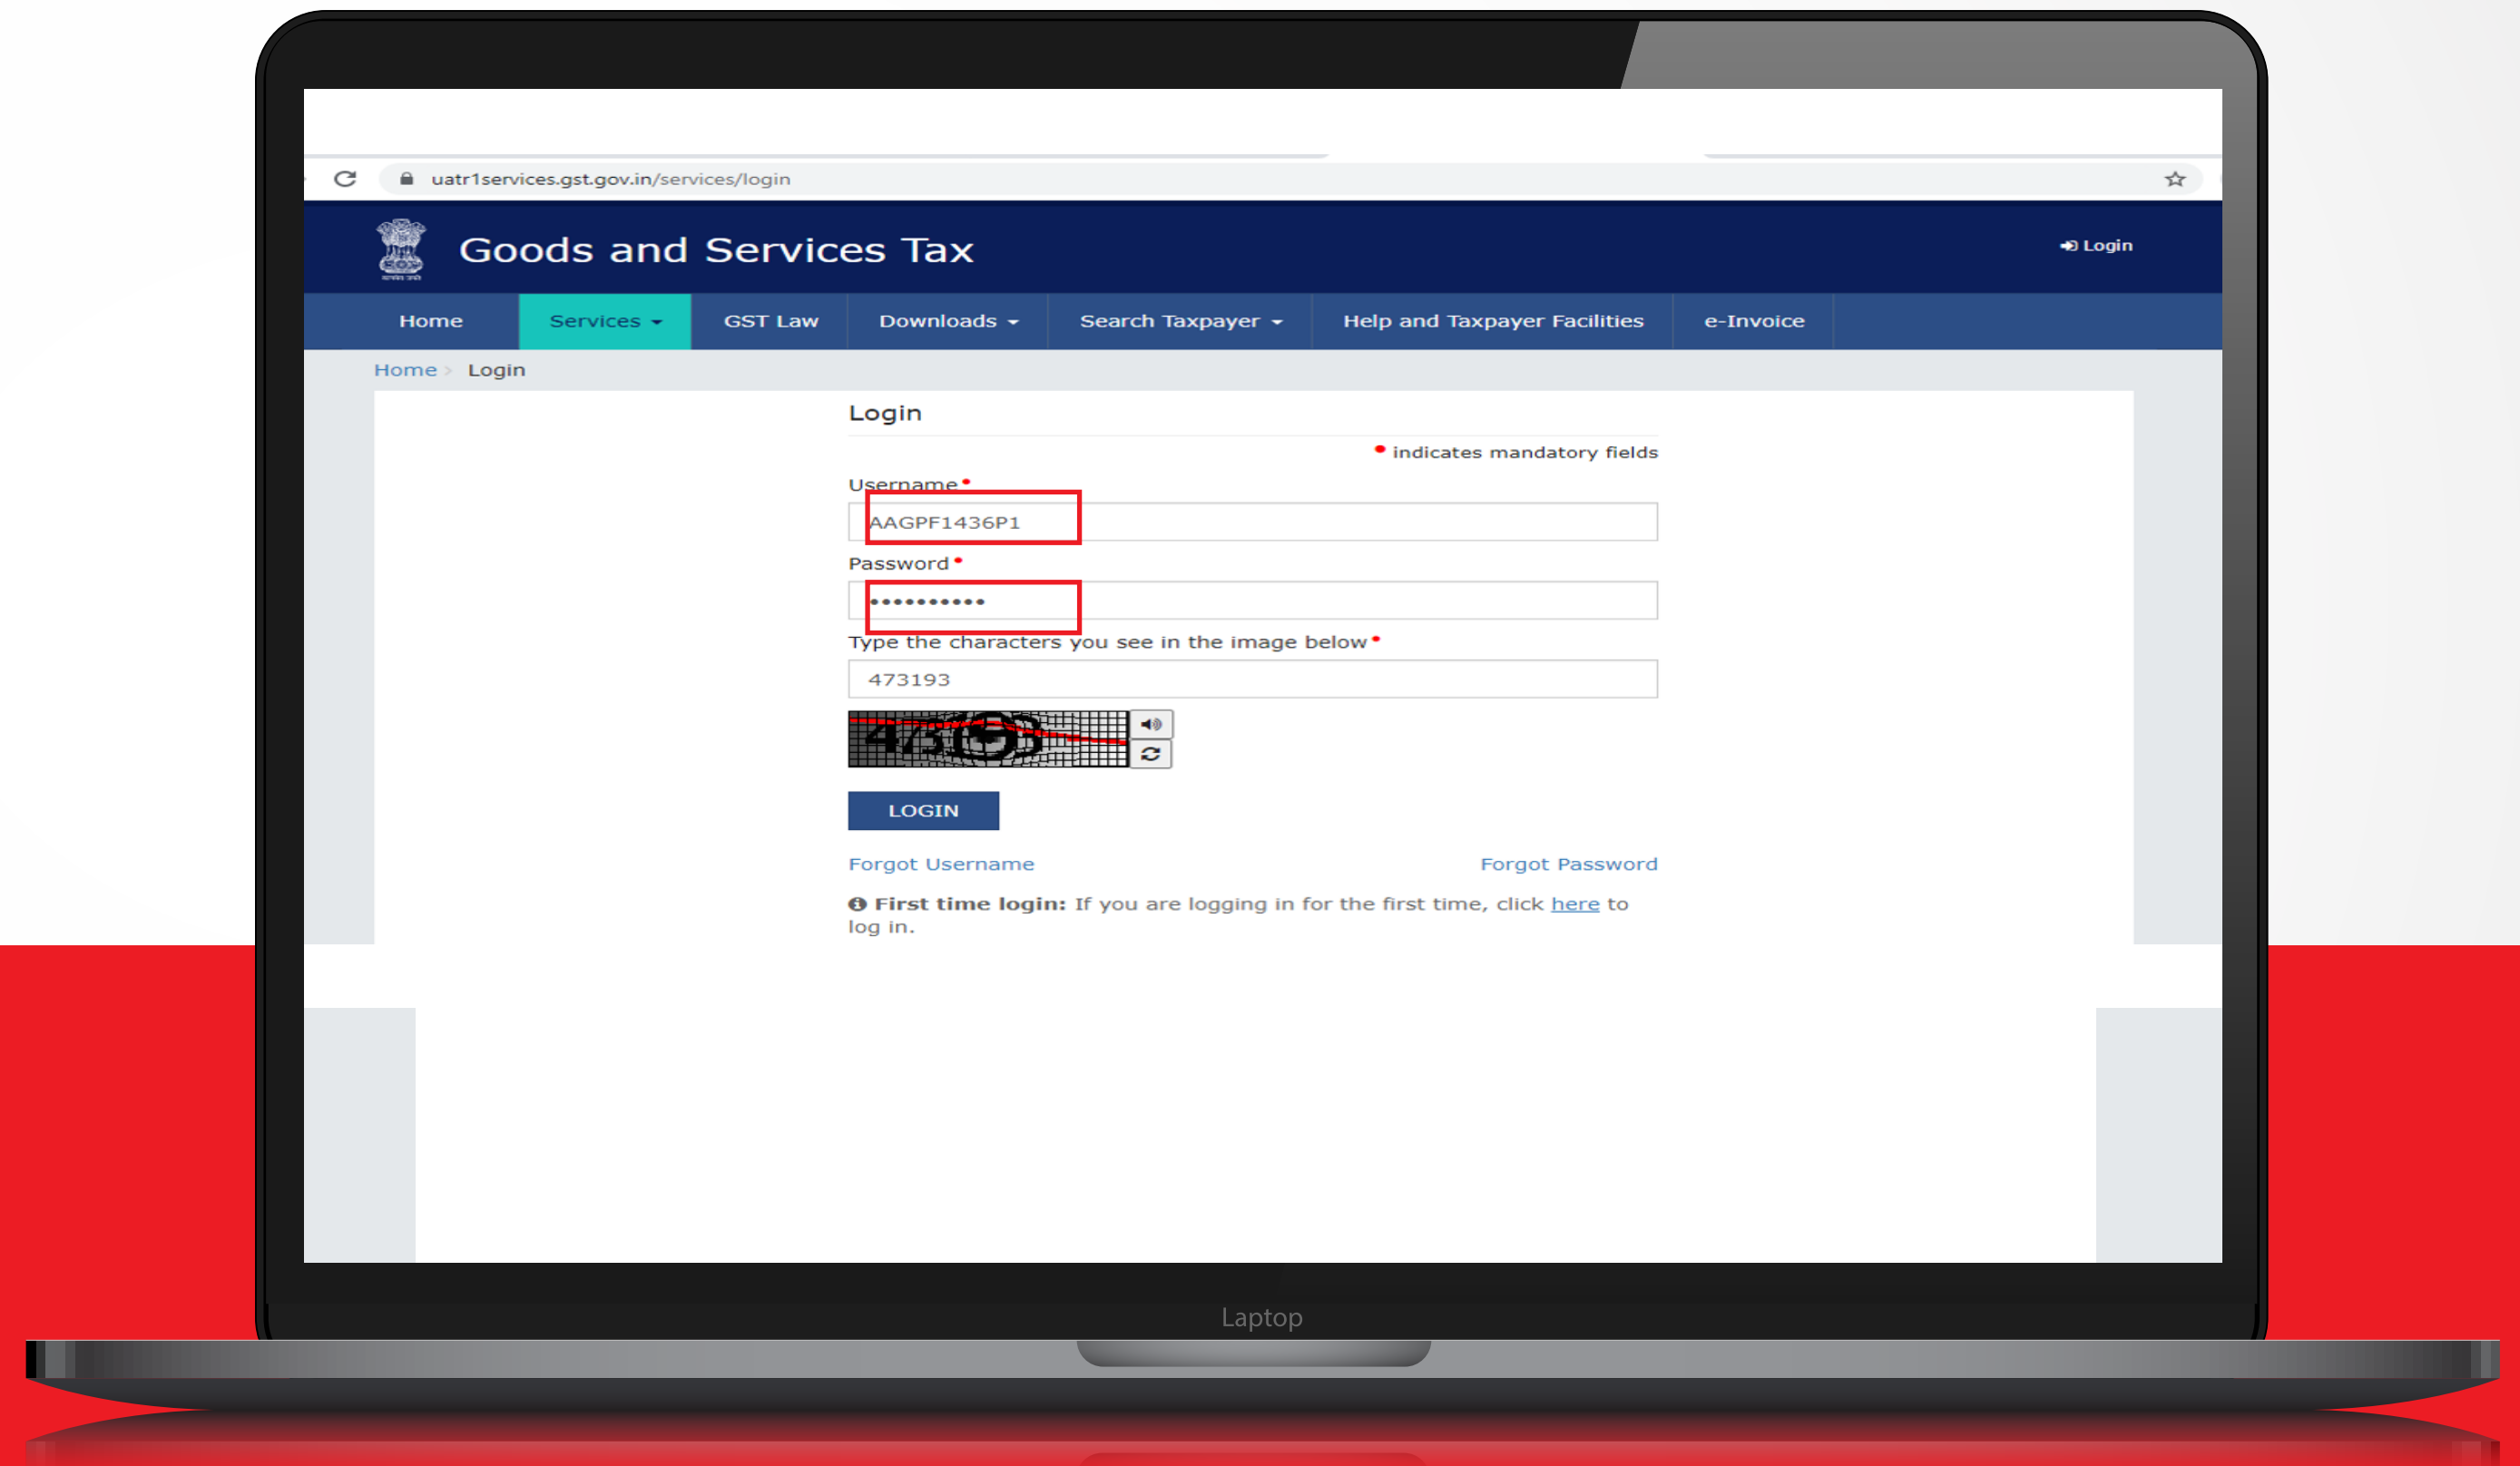 uatr1services.gst.gov.in/services/login
Goods and Services Tax
Login
Home Services GST Law Downloads Search Taxpayer Help and Taxpayer Facilities e-Invoice
Home > Login
Login
• indicates mandatory fields
Username•
AAGPF1436P1
Password•
••••••••••
Type the characters you see in the image below•
473193
LOGIN
Forgot Username Forgot Password
First time login: If you are logging in for the first time, click here to
log in.
Laptop